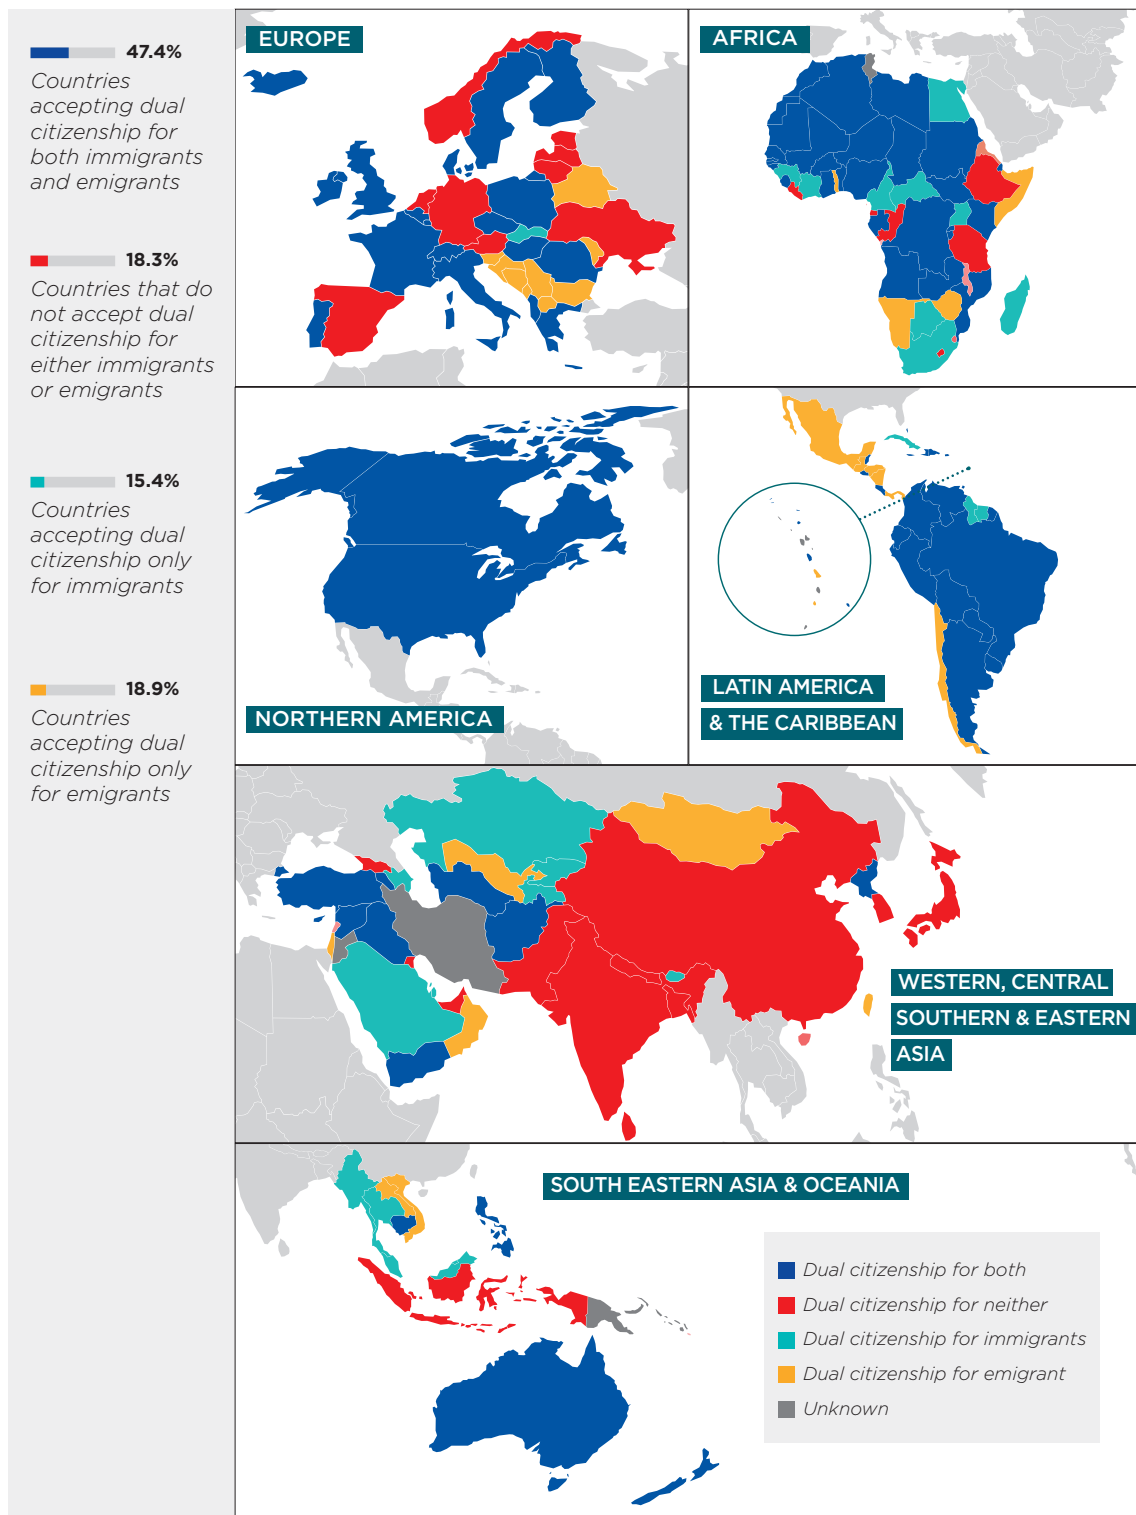 47.4%
Countries
accepting dual
citizenship for
both immigrants
and emigrants
18.3%
Countries that do
not accept dual
citizenship for
either immigrants
or emigrants
15.4%
Countries
accepting dual
citizenship only
for immigrants
18.9%
Countries
accepting dual
citizenship only
for emigrants
EUROPE
AFRICA
NORTHERN AMERICA
LATIN AMERICA
& THE CARIBBEAN
WESTERN, CENTRAL
SOUTHERN & EASTERN
ASIA
SOUTH EASTERN ASIA & OCEANIA
Dual citizenship for both
Dual citizenship for neither
Dual citizenship for immigrants
Dual citizenship for emigrant
Unknown